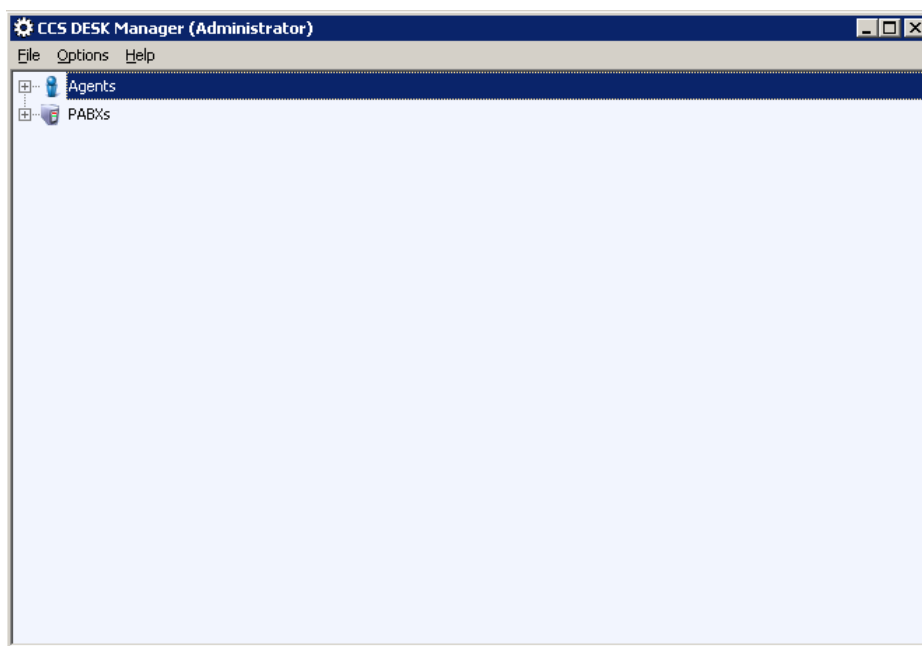 CCS DESK Manager (Administrator)
File Options Help
Agents
PABXs